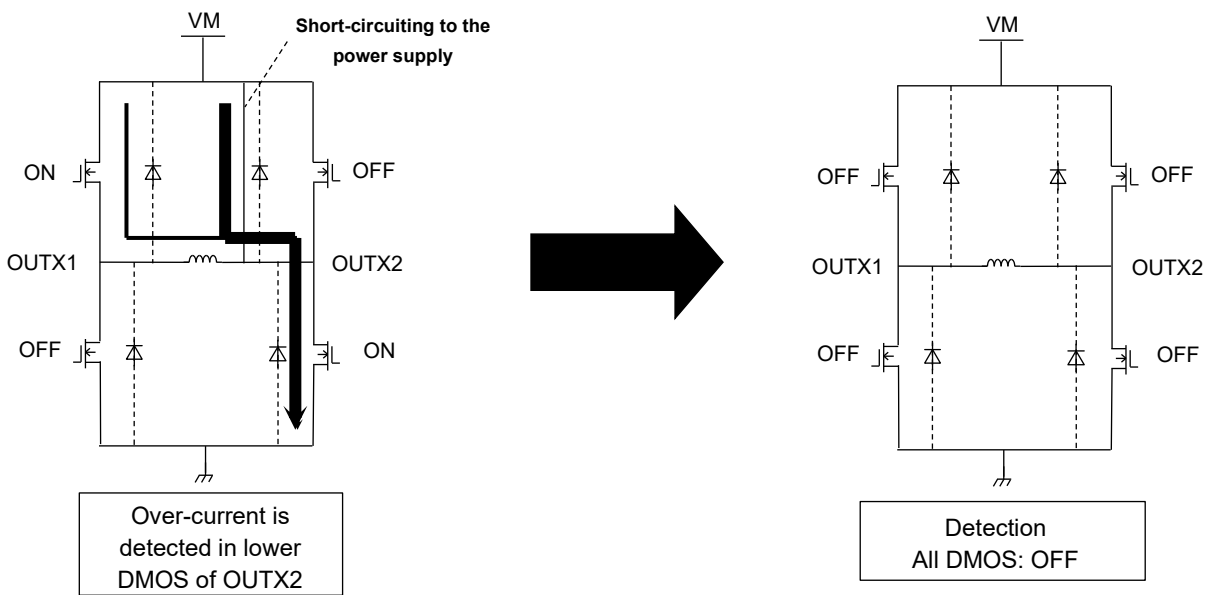 VM
Short-circuiting to the
power supply
ON
OFF
OUTX1
OUTX2
OFF
ON
Over-current is
detected in lower
DMOS of OUTX2
VM
OFF
OFF
OUTX1
OUTX2
OFF
OFF
Detection
All DMOS: OFF